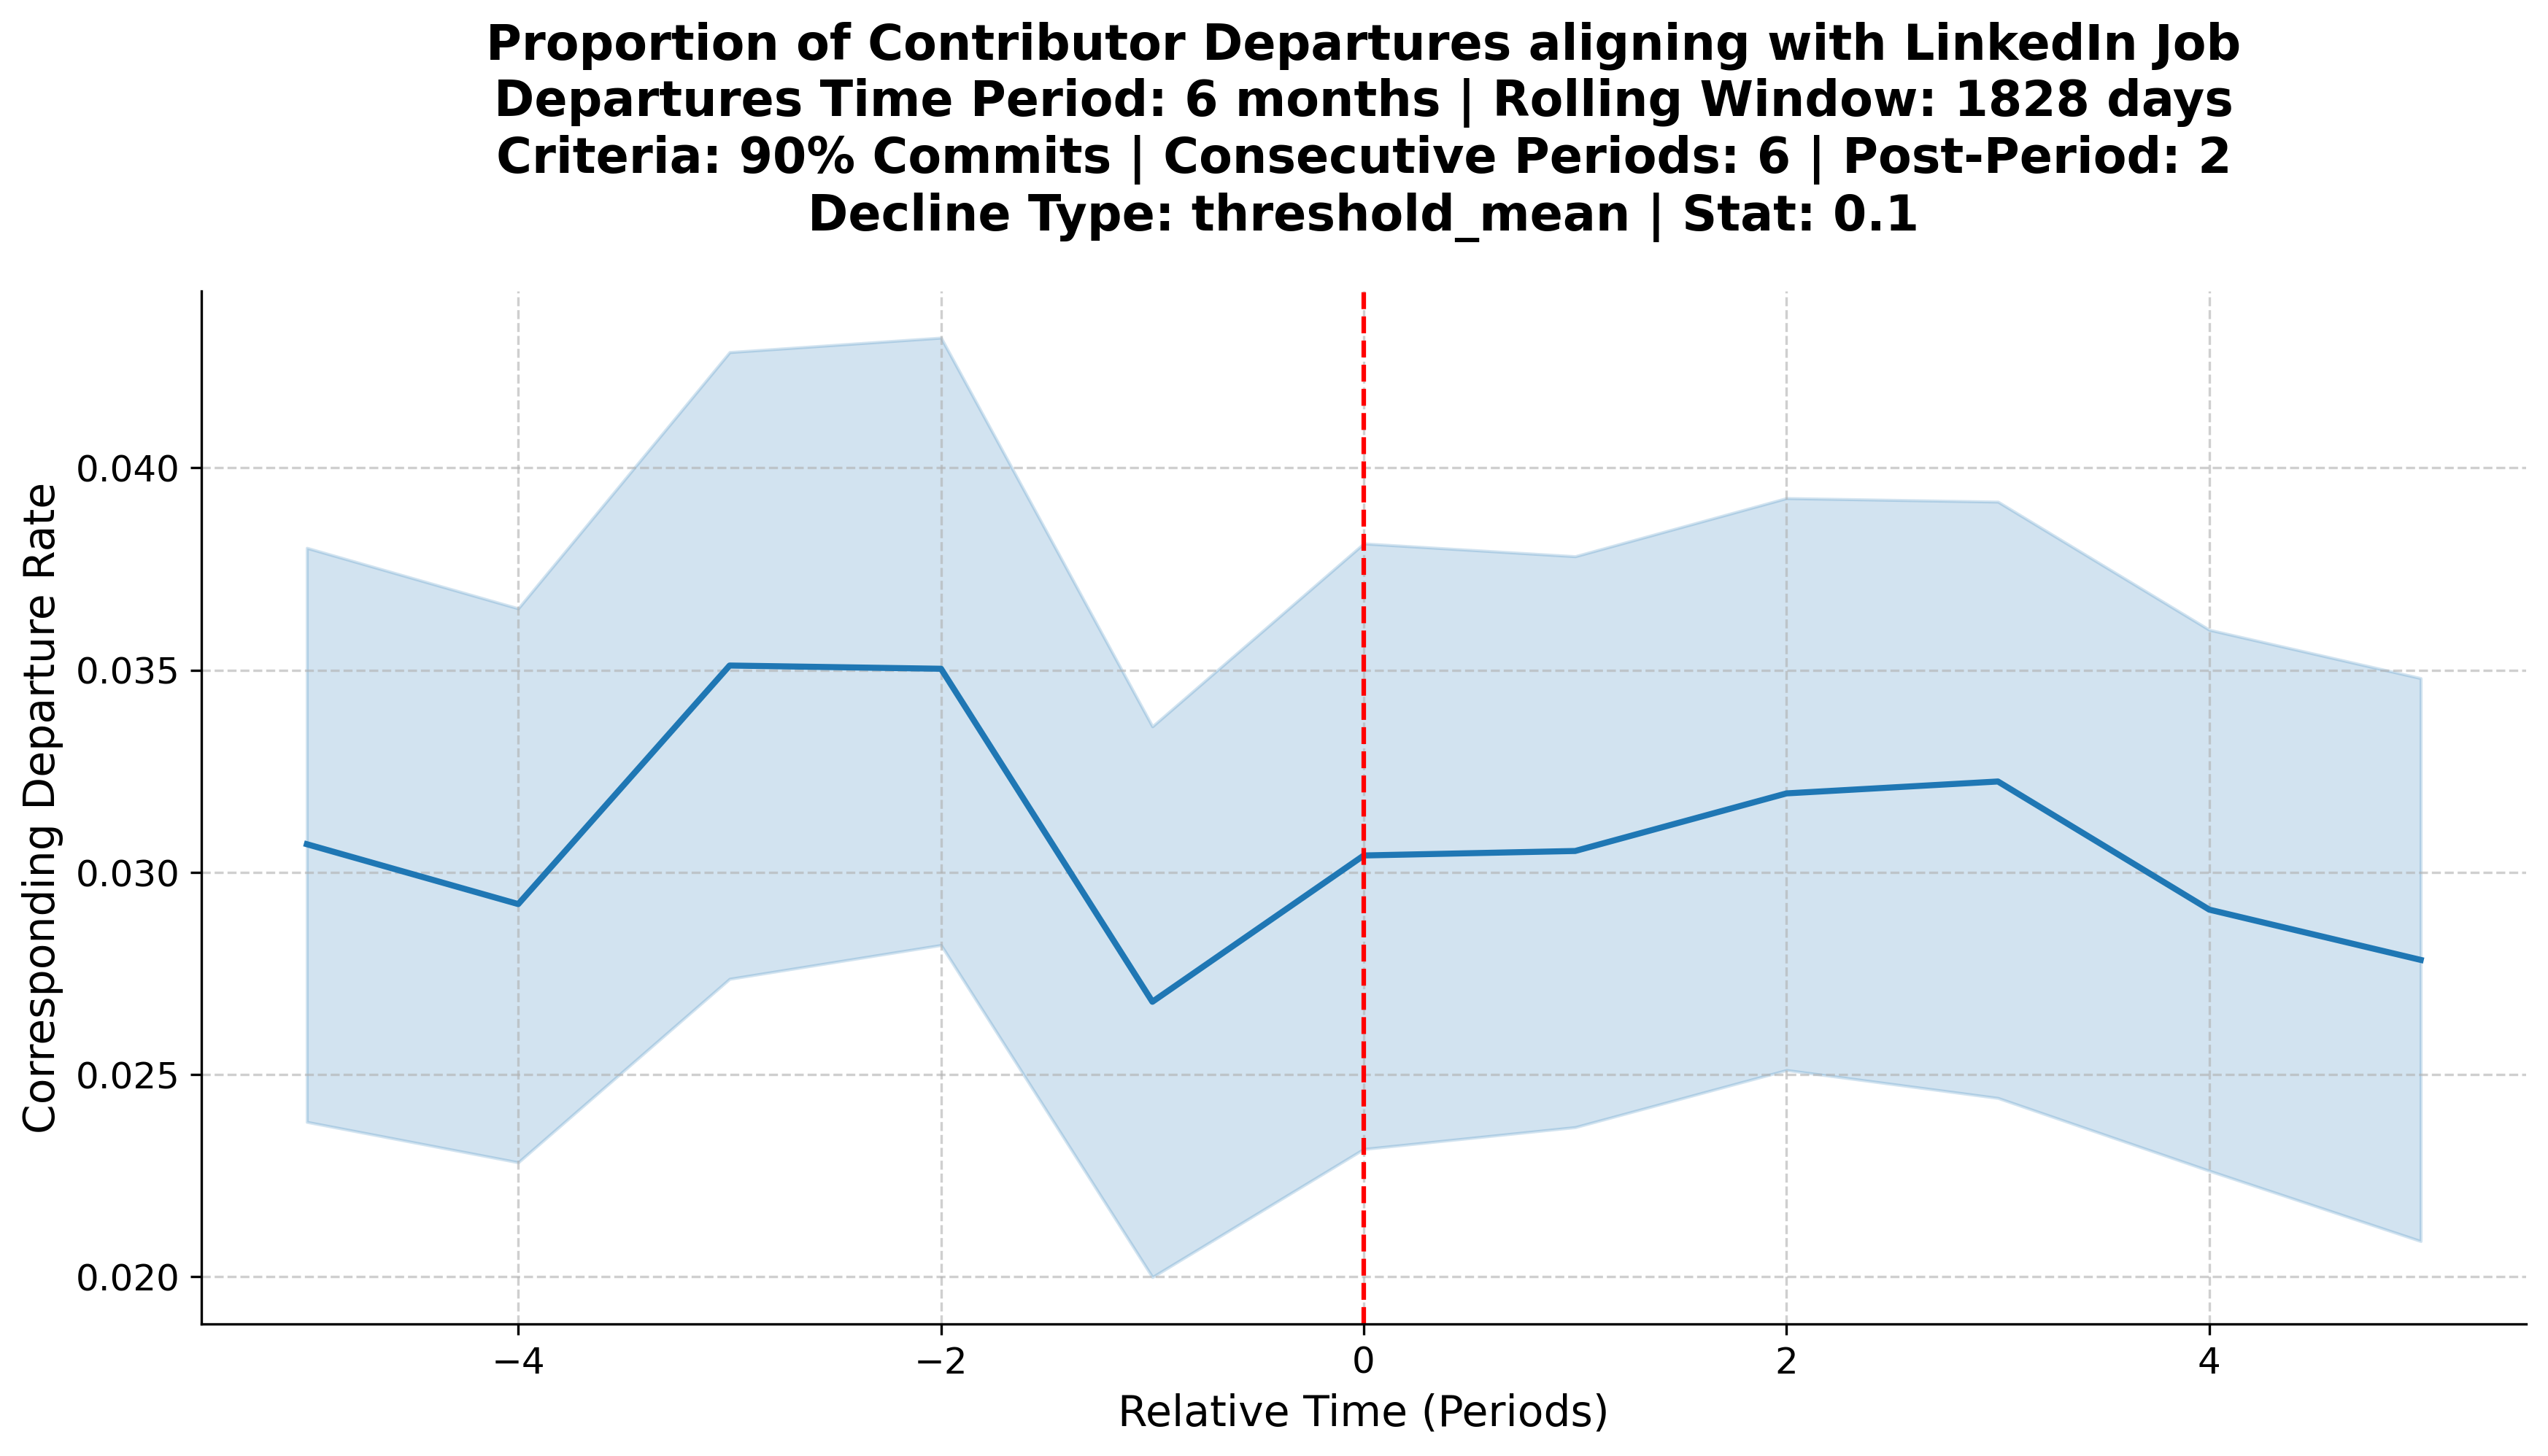 Proportion of Contributor Departures aligning with LinkedIn Job
Departures Time Period: 6 months | Rolling Window: 1828 days
Criteria: 90% Commits | Consecutive Periods: 6 | Post-Period: 2
Decline Type: threshold_mean | Stat: 0.1
Corresponding Departure Rate
0.040
0.035
0.030
0.025
0.020
−4
−2
0
2
4
Relative Time (Periods)